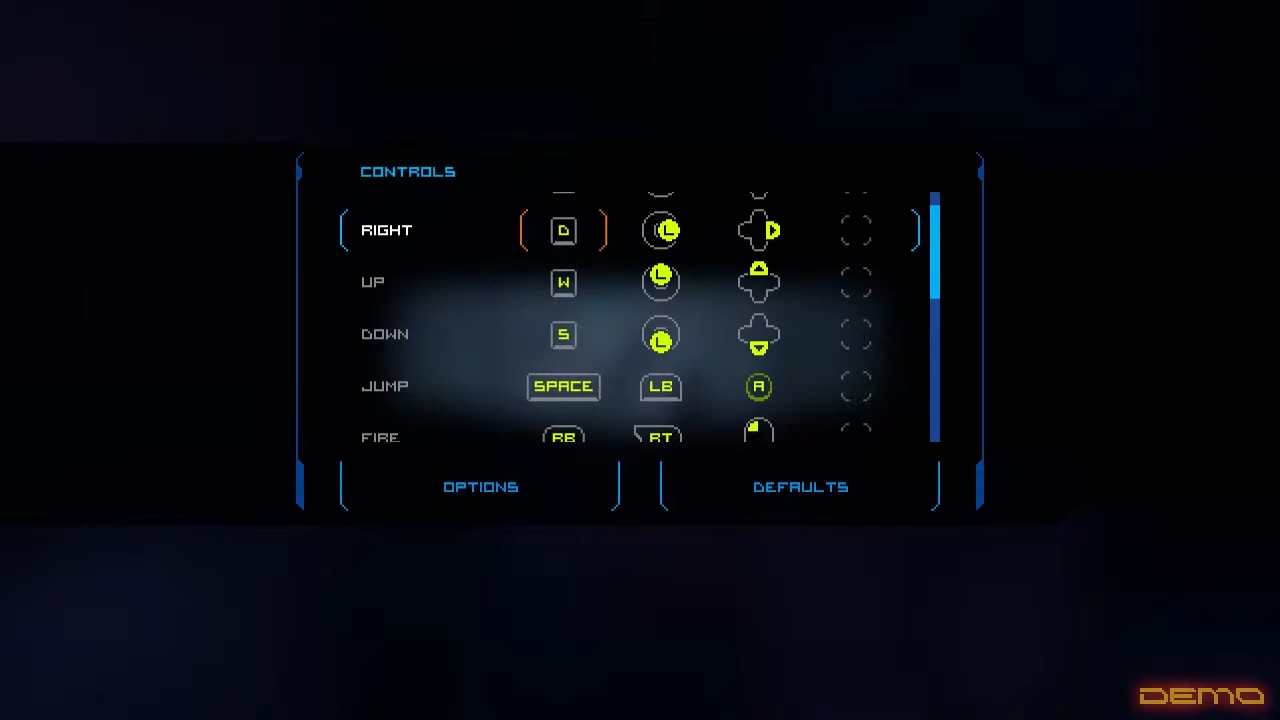 CONTROLS
RIGHT D L
UP W L
DOWN S L
JUMP SPACE LB A
FIRE RB RT
OPTIONS DEFAULTS
DEMO